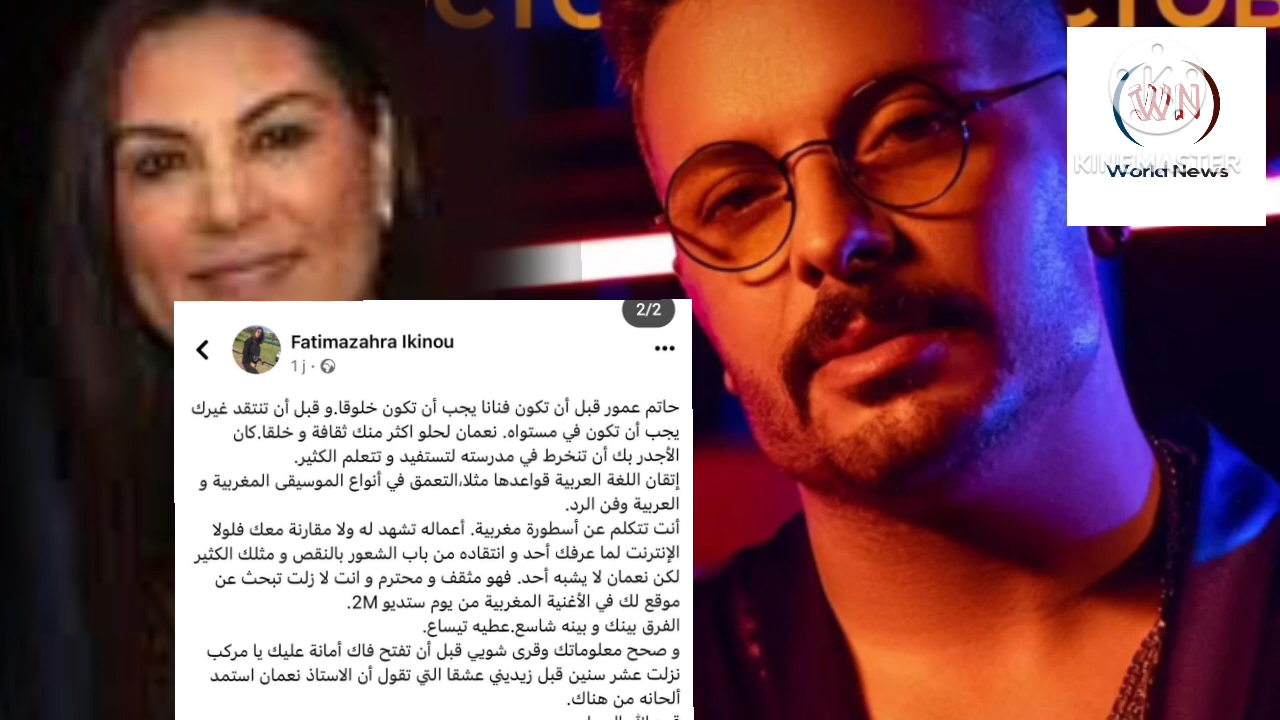 CTO
CTOB
WN
KINEMASTER
World News
2/2
Fatimazahra Ikinou
1 j ·
حاتم عمور قبل أن تكون فنانا يجب أن تكون خلوقا.و قبل أن تنتقد غيرك
يجب أن تكون في مستواه. نعمان لحلو اكثر منك ثقافة و خلقا.كان
الأجدر بك أن تنخرط في مدرسته لتستفيد و تتعلم الكثير.
إتقان اللغة العربية قواعدها مثلا،التعمق في أنواع الموسيقى المغربية و
العربية وفن الرد.
أنت تتكلم عن أسطورة مغربية. أعماله تشهد له ولا مقارنة معك فلولا
الإنترنت لما عرفك أحد و انتقاده من باب الشعور بالنقص و مثلك الكثير
لكن نعمان لا يشبه أحد. فهو مثقف و محترم و انت لا زلت تبحث عن
موقع لك في الأغنية المغربية من يوم ستديو 2M.
الفرق بينك و بينه شاسع.عطيه تيساع.
و صحح معلوماتك وقرى شويي قبل أن تفتح فاك أمانة عليك يا مركب
نزلت عشر سنين قبل زيديني عشقا التي تقول أن الاستاذ نعمان استمد
ألحانه من هناك.